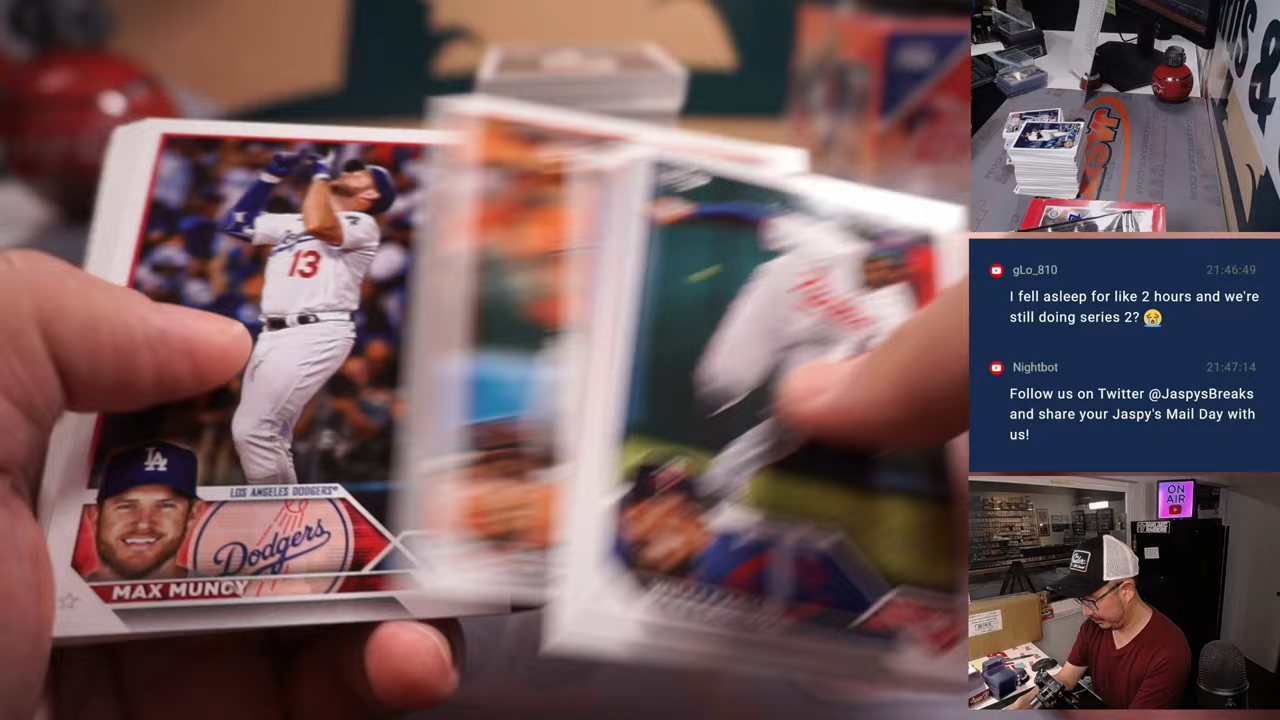 13
LA
LOS ANGELES DODGERS
Dodgers
MAX MUNCY
JASPY
gLo_810 21:46:49
I fell asleep for like 2 hours and we're
still doing series 2? 😭
Nightbot 21:47:14
Follow us on Twitter @JaspysBreaks
and share your Jaspy's Mail Day with
us!
ON
AIR